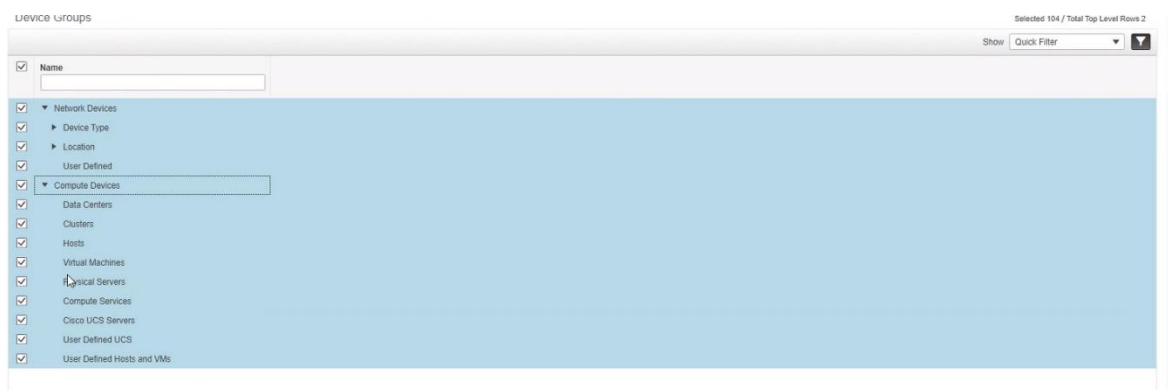 Device Groups
Selected 104 / Total Top Level Rows 2
Show Quick Filter
Name
Network Devices
Device Type
Location
User Defined
Compute Devices
Data Centers
Clusters
Hosts
Virtual Machines
Physical Servers
Compute Services
Cisco UCS Servers
User Defined UCS
User Defined Hosts and VMs